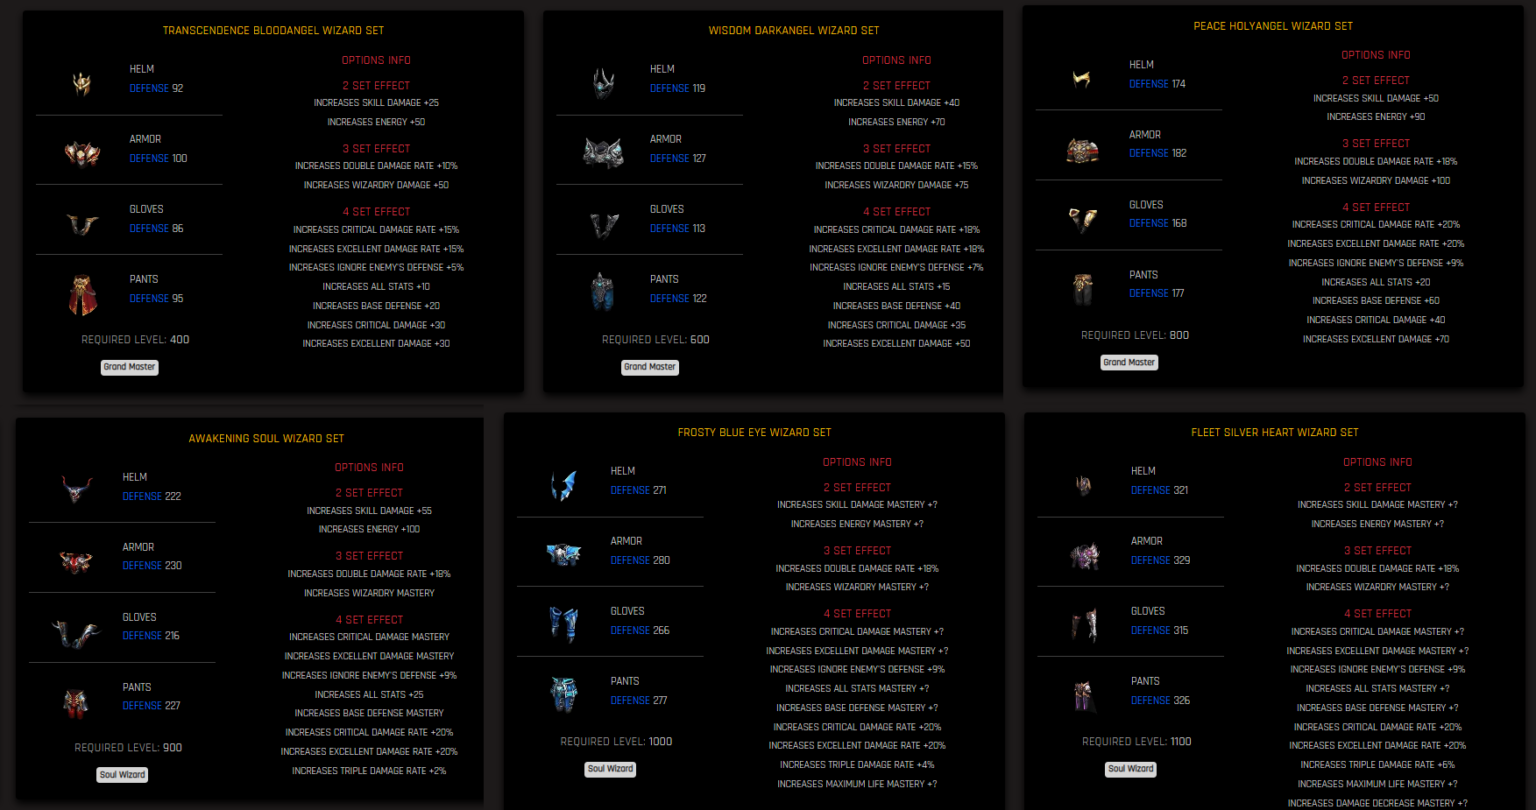 TRANSCENDENCE BLOODANGEL WIZARD SET
HELM
DEFENSE 92
ARMOR
DEFENSE 100
GLOVES
DEFENSE 86
PANTS
DEFENSE 95
REQUIRED LEVEL: 400
Grand Master
OPTIONS INFO
2 SET EFFECT
INCREASES SKILL DAMAGE +25
INCREASES ENERGY +50
3 SET EFFECT
INCREASES DOUBLE DAMAGE RATE +10%
INCREASES WIZARDRY DAMAGE +50
4 SET EFFECT
INCREASES CRITICAL DAMAGE RATE +15%
INCREASES EXCELLENT DAMAGE RATE +15%
INCREASES IGNORE ENEMY'S DEFENSE +5%
INCREASES ALL STATS +10
INCREASES BASE DEFENSE +20
INCREASES CRITICAL DAMAGE +30
INCREASES EXCELLENT DAMAGE +30
WISDOM DARKANGEL WIZARD SET
HELM
DEFENSE 119
ARMOR
DEFENSE 127
GLOVES
DEFENSE 113
PANTS
DEFENSE 122
REQUIRED LEVEL: 600
Grand Master
OPTIONS INFO
2 SET EFFECT
INCREASES SKILL DAMAGE +40
INCREASES ENERGY +70
3 SET EFFECT
INCREASES DOUBLE DAMAGE RATE +15%
INCREASES WIZARDRY DAMAGE +75
4 SET EFFECT
INCREASES CRITICAL DAMAGE RATE +18%
INCREASES EXCELLENT DAMAGE RATE +18%
INCREASES IGNORE ENEMY'S DEFENSE +7%
INCREASES ALL STATS +15
INCREASES BASE DEFENSE +40
INCREASES CRITICAL DAMAGE +35
INCREASES EXCELLENT DAMAGE +50
PEACE HOLYANGEL WIZARD SET
HELM
DEFENSE 174
ARMOR
DEFENSE 182
GLOVES
DEFENSE 168
PANTS
DEFENSE 177
REQUIRED LEVEL: 800
Grand Master
OPTIONS INFO
2 SET EFFECT
INCREASES SKILL DAMAGE +50
INCREASES ENERGY +90
3 SET EFFECT
INCREASES DOUBLE DAMAGE RATE +18%
INCREASES WIZARDRY DAMAGE +100
4 SET EFFECT
INCREASES CRITICAL DAMAGE RATE +20%
INCREASES EXCELLENT DAMAGE RATE +20%
INCREASES IGNORE ENEMY'S DEFENSE +9%
INCREASES ALL STATS +20
INCREASES BASE DEFENSE +60
INCREASES CRITICAL DAMAGE +40
INCREASES EXCELLENT DAMAGE +70
AWAKENING SOUL WIZARD SET
HELM
DEFENSE 222
ARMOR
DEFENSE 230
GLOVES
DEFENSE 216
PANTS
DEFENSE 227
REQUIRED LEVEL: 900
Soul Wizard
OPTIONS INFO
2 SET EFFECT
INCREASES SKILL DAMAGE +55
INCREASES ENERGY +100
3 SET EFFECT
INCREASES DOUBLE DAMAGE RATE +18%
INCREASES WIZARDRY MASTERY
4 SET EFFECT
INCREASES CRITICAL DAMAGE MASTERY
INCREASES EXCELLENT DAMAGE MASTERY
INCREASES IGNORE ENEMY'S DEFENSE +9%
INCREASES ALL STATS +25
INCREASES BASE DEFENSE MASTERY
INCREASES CRITICAL DAMAGE RATE +20%
INCREASES EXCELLENT DAMAGE RATE +20%
INCREASES TRIPLE DAMAGE RATE +2%
FROSTY BLUE EYE WIZARD SET
HELM
DEFENSE 271
ARMOR
DEFENSE 280
GLOVES
DEFENSE 266
PANTS
DEFENSE 277
REQUIRED LEVEL: 1000
Soul Wizard
OPTIONS INFO
2 SET EFFECT
INCREASES SKILL DAMAGE MASTERY +?
INCREASES ENERGY MASTERY +?
3 SET EFFECT
INCREASES DOUBLE DAMAGE RATE +18%
INCREASES WIZARDRY MASTERY +?
4 SET EFFECT
INCREASES CRITICAL DAMAGE MASTERY +?
INCREASES EXCELLENT DAMAGE MASTERY +?
INCREASES IGNORE ENEMY'S DEFENSE +9%
INCREASES ALL STATS MASTERY +?
INCREASES BASE DEFENSE MASTERY +?
INCREASES CRITICAL DAMAGE RATE +20%
INCREASES EXCELLENT DAMAGE RATE +20%
INCREASES TRIPLE DAMAGE RATE +4%
INCREASES MAXIMUM LIFE MASTERY +?
FLEET SILVER HEART WIZARD SET
HELM
DEFENSE 321
ARMOR
DEFENSE 329
GLOVES
DEFENSE 315
PANTS
DEFENSE 326
REQUIRED LEVEL: 1100
Soul Wizard
OPTIONS INFO
2 SET EFFECT
INCREASES SKILL DAMAGE MASTERY +?
INCREASES ENERGY MASTERY +?
3 SET EFFECT
INCREASES DOUBLE DAMAGE RATE +18%
INCREASES WIZARDRY MASTERY +?
4 SET EFFECT
INCREASES CRITICAL DAMAGE MASTERY +?
INCREASES EXCELLENT DAMAGE MASTERY +?
INCREASES IGNORE ENEMY'S DEFENSE +9%
INCREASES ALL STATS MASTERY +?
INCREASES BASE DEFENSE MASTERY +?
INCREASES CRITICAL DAMAGE RATE +20%
INCREASES EXCELLENT DAMAGE RATE +20%
INCREASES TRIPLE DAMAGE RATE +6%
INCREASES MAXIMUM LIFE MASTERY +?
INCREASES DAMAGE DECREASE MASTERY +?